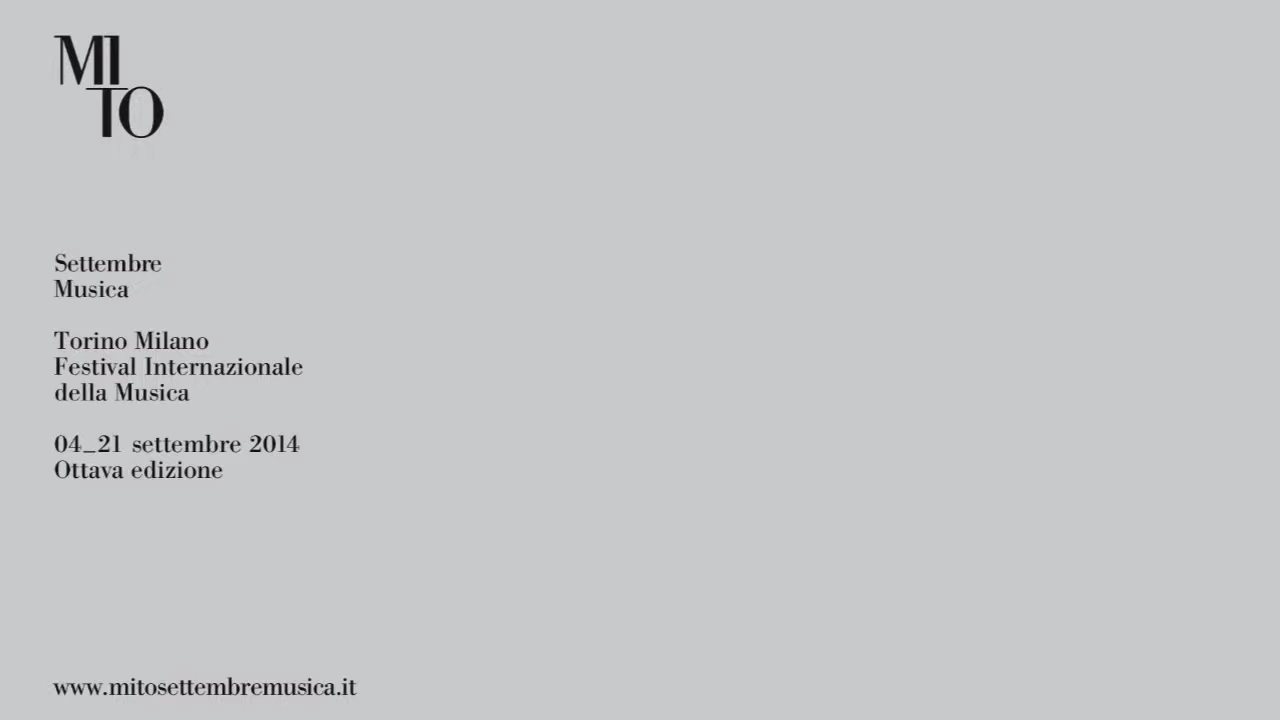 MI
TO
Settembre
Musica
Torino Milano
Festival Internazionale
della Musica
04_21 settembre 2014
Ottava edizione
www.mitosettembremusica.it